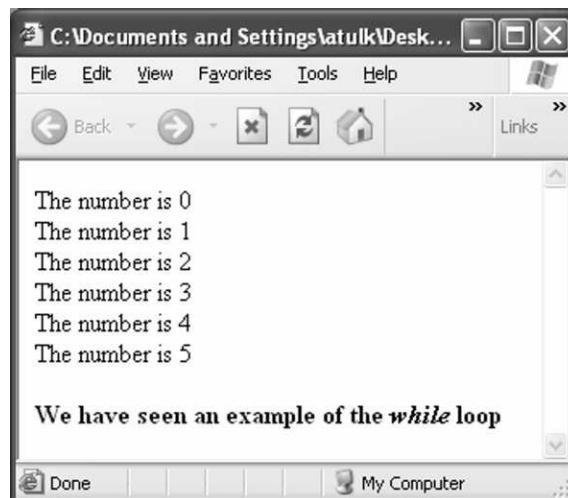 C:\Documents and Settings\atulk\Desk...
File Edit View Favorites Tools Help
Back » Links »
The number is 0
The number is 1
The number is 2
The number is 3
The number is 4
The number is 5
We have seen an example of the while loop
Done My Computer